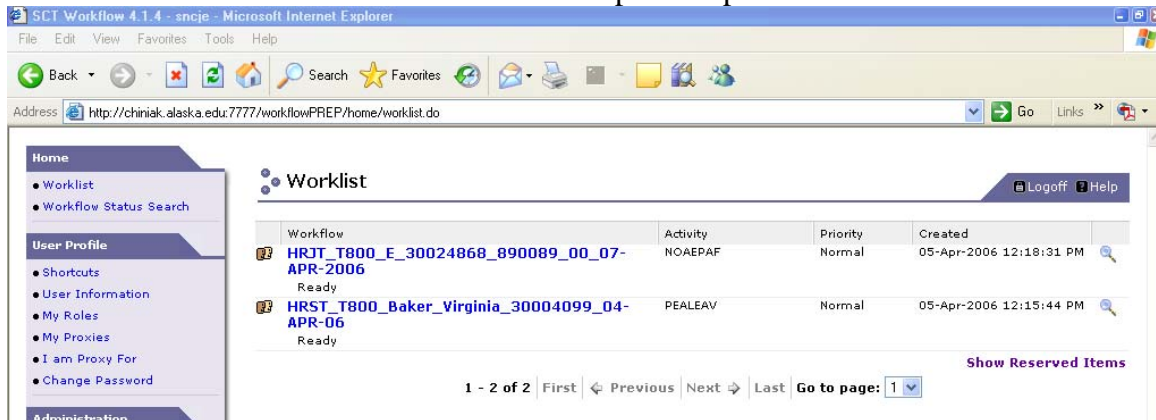 SCT Workflow 4.1.4 - sncje - Microsoft Internet Explorer
File Edit View Favorites Tools Help
Back Search Favorites
Address http://chiniak.alaska.edu:7777/workflowPREP/home/worklist.do Go Links »
Home
Worklist
Workflow Status Search
User Profile
Shortcuts
User Information
My Roles
My Proxies
I am Proxy For
Change Password
Administration
Worklist
Logoff Help
Workflow Activity Priority Created
HRJT_T800_E_30024868_890089_00_07- NOAEPAF Normal 05-Apr-2006 12:18:31 PM
APR-2006
Ready
HRST_T800_Baker_Virginia_30004099_04- PEALEAV Normal 05-Apr-2006 12:15:44 PM
APR-06
Ready
Show Reserved Items
1 - 2 of 2 First Previous Next Last Go to page: 1